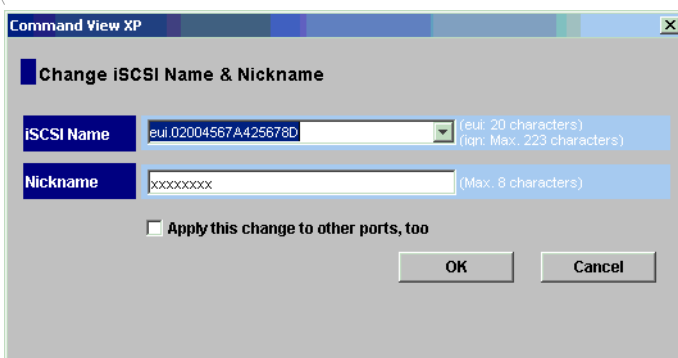 Command View XP
Change iSCSI Name & Nickname
iSCSI Name eui.02004567A425678D (eui: 20 characters)
(iqn: Max. 223 characters)
Nickname xxxxxxxx (Max. 8 characters)
Apply this change to other ports, too
OK Cancel